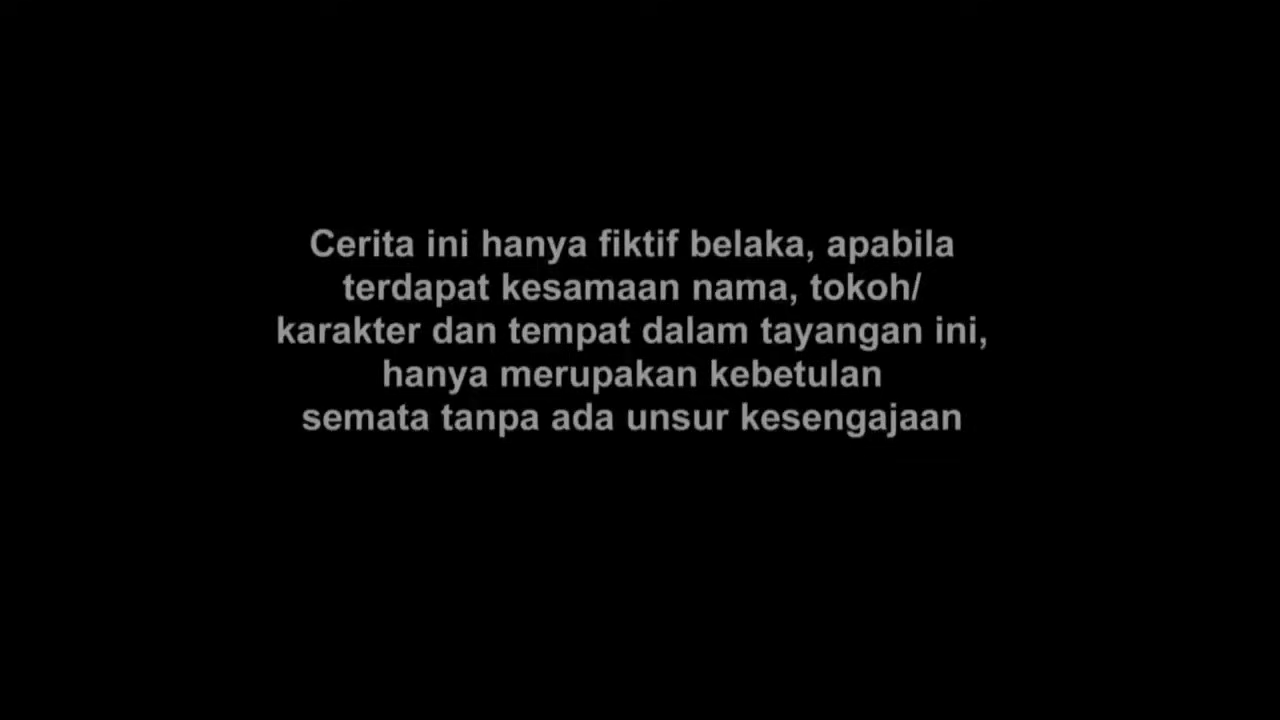 Cerita ini hanya fiktif belaka, apabila
terdapat kesamaan nama, tokoh/
karakter dan tempat dalam tayangan ini,
hanya merupakan kebetulan
semata tanpa ada unsur kesengajaan